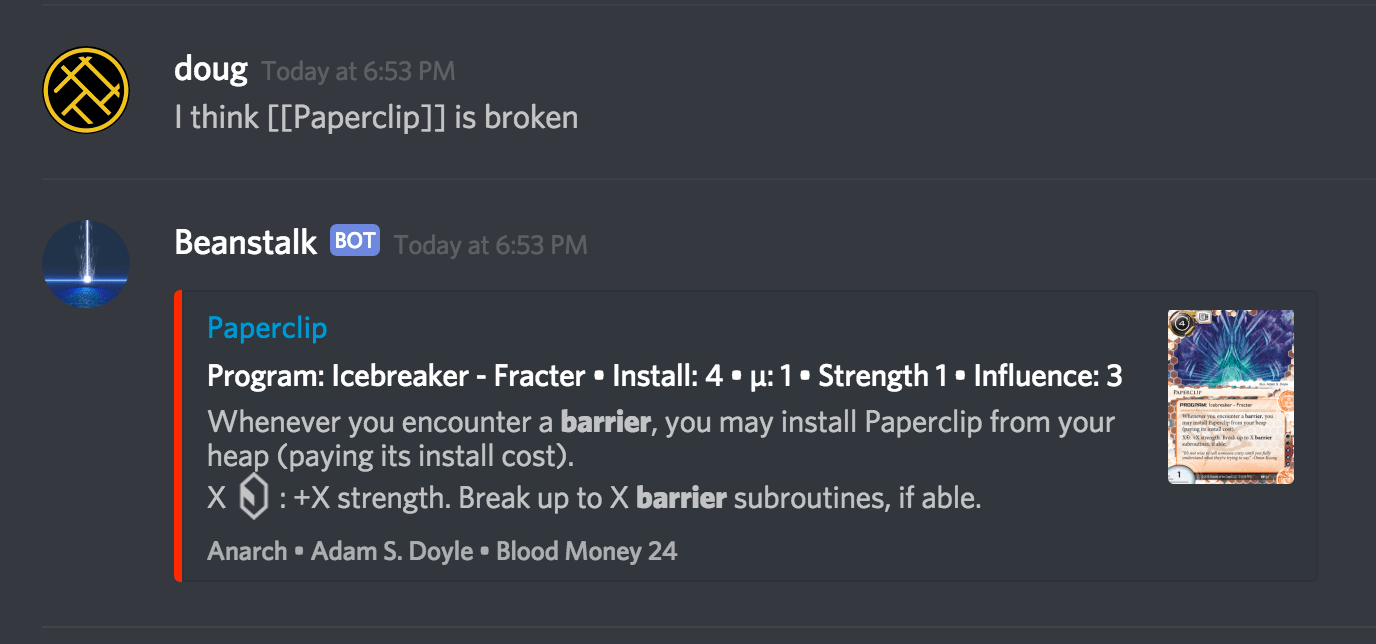 doug Today at 6:53 PM
I think [[Paperclip]] is broken
Beanstalk BOT Today at 6:53 PM
Paperclip
Program: Icebreaker - Fracter • Install: 4 • μ: 1 • Strength 1 • Influence: 3
Whenever you encounter a barrier, you may install Paperclip from your
heap (paying its install cost).
X : +X strength. Break up to X barrier subroutines, if able.
Anarch • Adam S. Doyle • Blood Money 24
4
PAPERCLIP
PROGRAM: Icebreaker - Fracter
Whenever you encounter a barrier, you
may install Paperclip from your heap
(paying its install cost).
X : +X strength. Break up to X barrier
subroutines, if able.
1